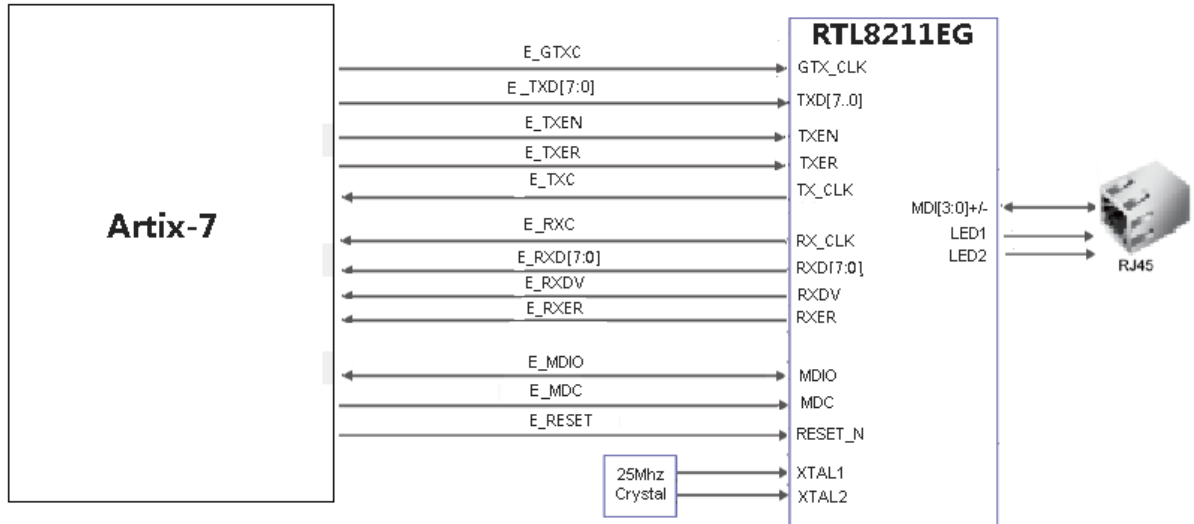 RTL8211EG
E_GTXC
GTX_CLK
E_TXD[7:0]
TXD[7..0]
E_TXEN
TXEN
E_TXER
TXER
E_TXC
TX_CLK
Artix-7
MDI[3:0]+/-
E_RXC
RX_CLK
LED1
E_RXD[7:0]
RXD[7:0]
LED2
RJ45
E_RXDV
RXDV
E_RXER
RXER
E_MDIO
MDIO
E_MDC
MDC
E_RESET
RESET_N
25Mhz
Crystal
XTAL1
XTAL2